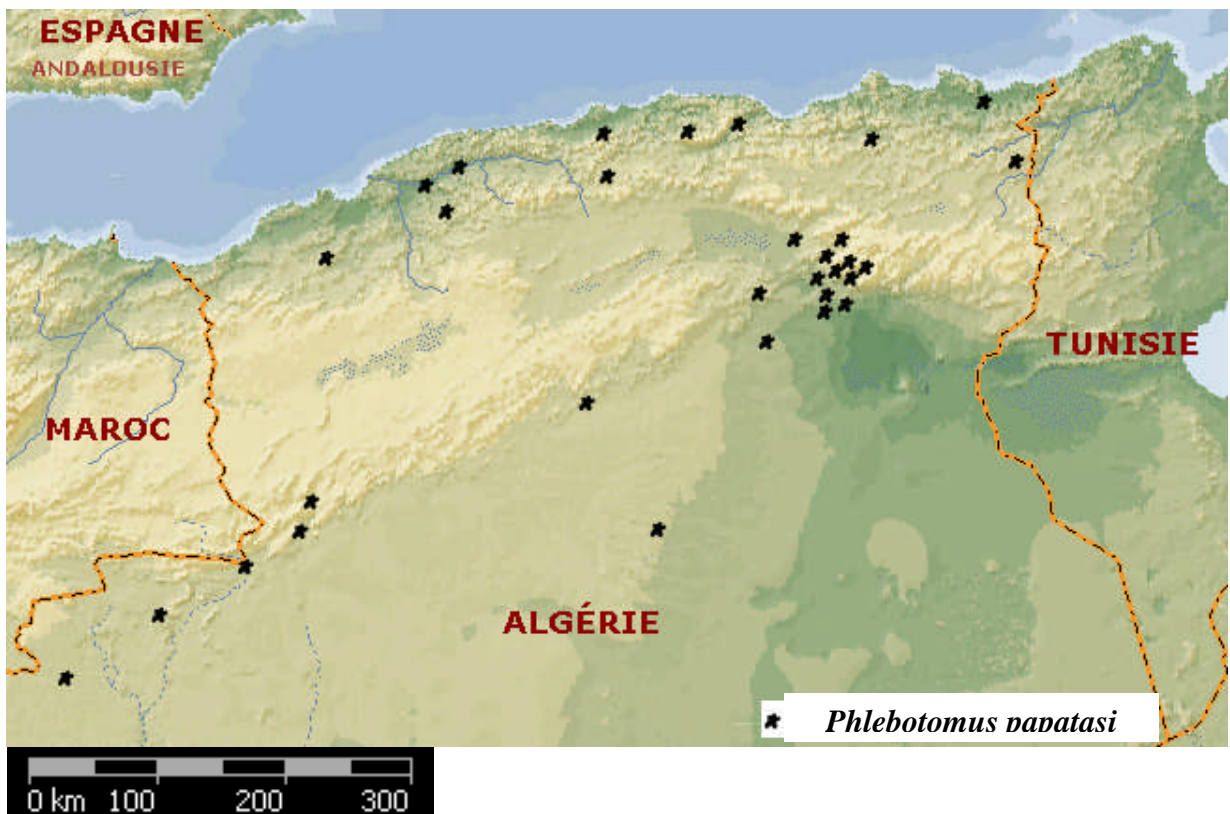 ESPAGNE
ANDALOUSIE
TUNISIE
MAROC
ALGÉRIE
Phlebotomus papatasi
0 km 100 200 300